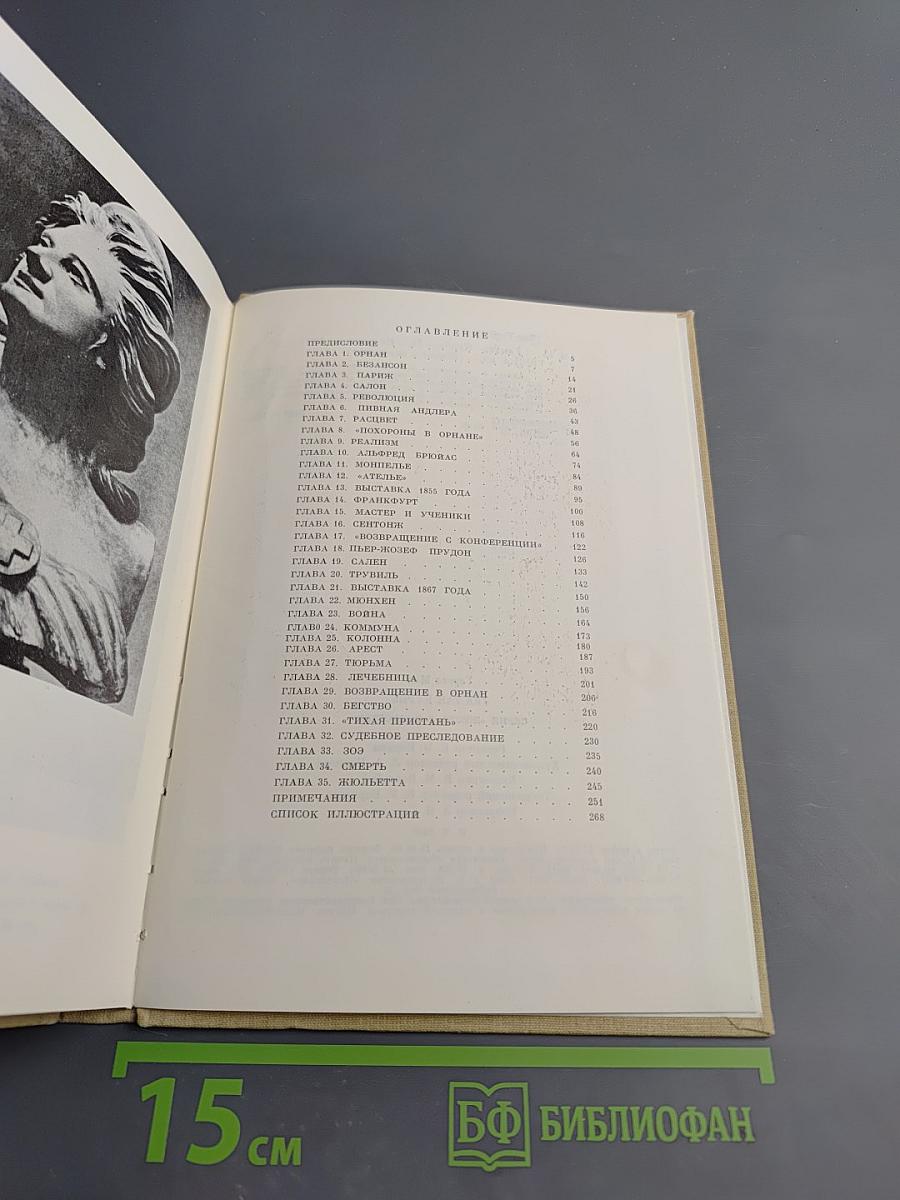 ОГЛАВЛЕНИЕ
ПРЕДИСЛОВИЕ 5
ГЛАВА 1. ОРНАН 7
ГЛАВА 2. БЕЗАНСОН 14
ГЛАВА 3. ПАРИЖ 21
ГЛАВА 4. САЛОН 26
ГЛАВА 5. РЕВОЛЮЦИЯ 36
ГЛАВА 6. ПИВНАЯ АНДЛЕРА 43
ГЛАВА 7. РАСЦВЕТ 48
ГЛАВА 8. «ПОХОРОНЫ В ОРНАНЕ» 56
ГЛАВА 9. РЕАЛИЗМ 64
ГЛАВА 10. АЛЬФРЕД БРЮЙАС 74
ГЛАВА 11. МОНПЕЛЬЕ 84
ГЛАВА 12. «АТЕЛЬЕ» 89
ГЛАВА 13. ВЫСТАВКА 1855 ГОДА 95
ГЛАВА 14. ФРАНКФУРТ 100
ГЛАВА 15. МАСТЕР И УЧЕНИКИ 108
ГЛАВА 16. СЕНТОНЖ 116
ГЛАВА 17. «ВОЗВРАЩЕНИЕ С КОНФЕРЕНЦИИ» 122
ГЛАВА 18. ПЬЕР-ЖОЗЕФ ПРУДОН 126
ГЛАВА 19. САЛЕН 133
ГЛАВА 20. ТРУВИЛЬ 142
ГЛАВА 21. ВЫСТАВКА 1867 ГОДА 150
ГЛАВА 22. МЮНХЕН 156
ГЛАВА 23. ВОЙНА 164
ГЛАВ0 24. КОММУНА 173
ГЛАВА 25. КОЛОННА 180
ГЛАВА 26. АРЕСТ 187
ГЛАВА 27. ТЮРЬМА 193
ГЛАВА 28. ЛЕЧЕБНИЦА 201
ГЛАВА 29. ВОЗВРАЩЕНИЕ В ОРНАН 206
ГЛАВА 30. БЕГСТВО 216
ГЛАВА 31. «ТИХАЯ ПРИСТАНЬ» 220
ГЛАВА 32. СУДЕБНОЕ ПРЕСЛЕДОВАНИЕ 230
ГЛАВА 33. ЗОЭ 235
ГЛАВА 34. СМЕРТЬ 240
ГЛАВА 35. ЖЮЛЬЕТТА 245
ПРИМЕЧАНИЯ 251
СПИСОК ИЛЛЮСТРАЦИЙ 268
15 см
БФ БИБЛИОФАН